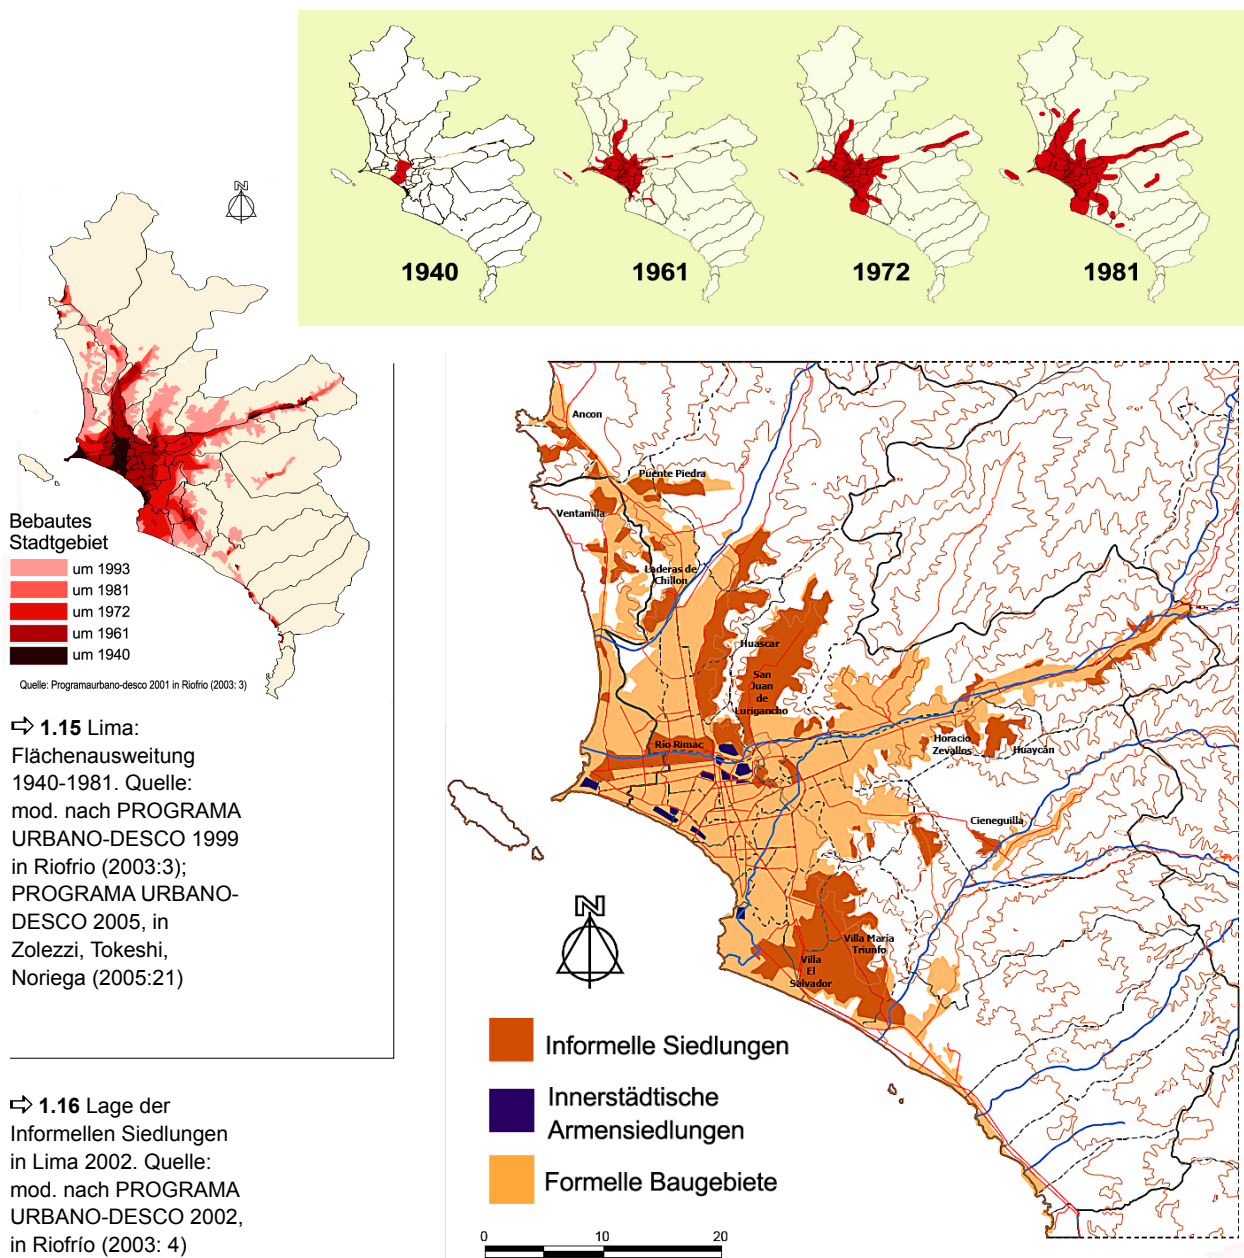 1940
1961
1972
1981
N
Bebautes
Stadtgebiet
um 1993
um 1981
um 1972
um 1961
um 1940
Quelle: Programaurbano-desco 2001 in Riofrio (2003: 3)
⇨ 1.15 Lima:
Flächenausweitung
1940-1981. Quelle:
mod. nach PROGRAMA
URBANO-DESCO 1999
in Riofrio (2003:3);
PROGRAMA URBANO-
DESCO 2005, in
Zolezzi, Tokeshi,
Noriega (2005:21)
⇨ 1.16 Lage der
Informellen Siedlungen
in Lima 2002. Quelle:
mod. nach PROGRAMA
URBANO-DESCO 2002,
in Riofrío (2003: 4)
Ancon
Puente Piedra
Ventanilla
Laderas de
Chillon
Huascar
San
Juan
de
Lurigancho
Rio Rimac
Horacio
Zevallos
Huaycán
Cieneguilla
Villa María
Triunfo
Villa
El
Salvador
N
Informelle Siedlungen
Innerstädtische
Armensiedlungen
Formelle Baugebiete
0 10 20